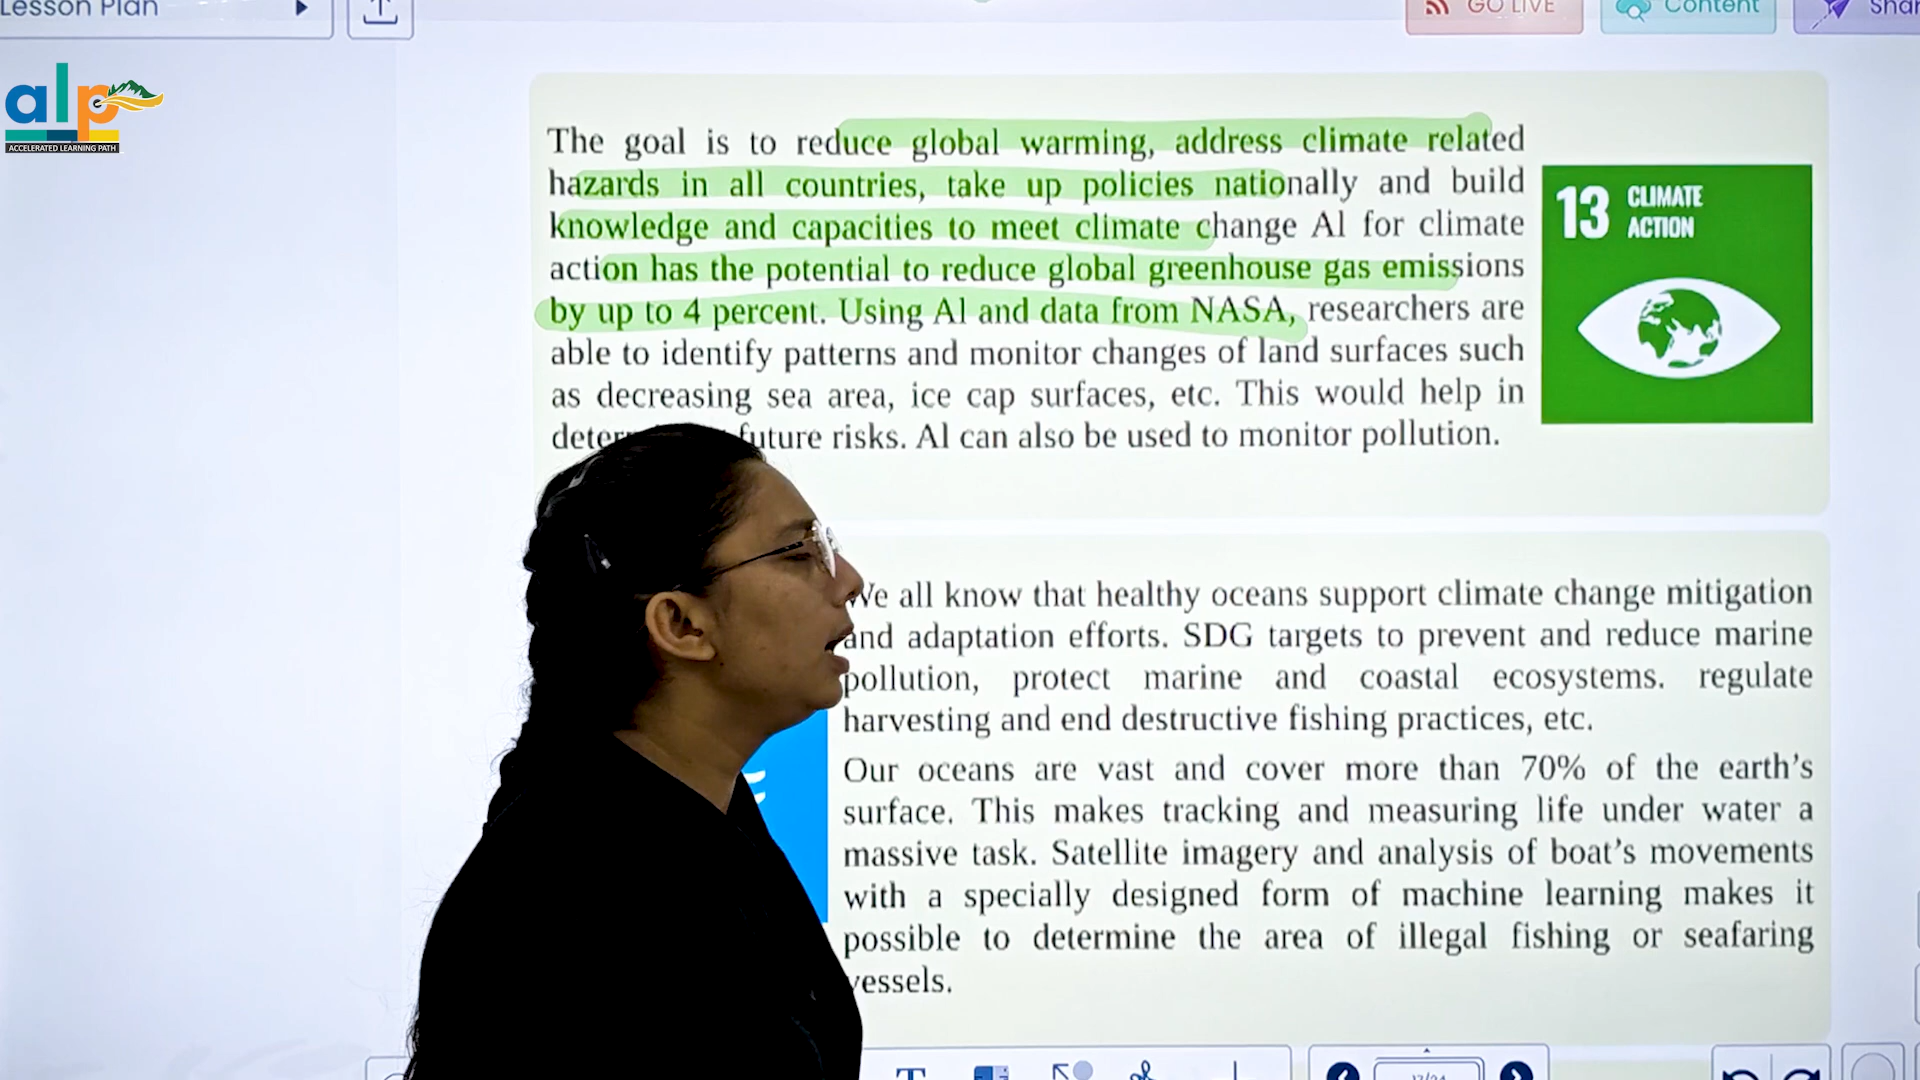 Lesson Plan
GO LIVE
Content
alp
ACCELERATED LEARNING PATH
The goal is to reduce global warming, address climate related
hazards in all countries, take up policies nationally and build
knowledge and capacities to meet climate change Al for climate
action has the potential to reduce global greenhouse gas emissions
by up to 4 percent. Using Al and data from NASA, researchers are
able to identify patterns and monitor changes of land surfaces such
as decreasing sea area, ice cap surfaces, etc. This would help in
future risks. Al can also be used to monitor pollution.
13 CLIMATE
ACTION
We all know that healthy oceans support climate change mitigation
and adaptation efforts. SDG targets to prevent and reduce marine
pollution, protect marine and coastal ecosystems. regulate
harvesting and end destructive fishing practices, etc.
Our oceans are vast and cover more than 70% of the earth's
surface. This makes tracking and measuring life under water a
massive task. Satellite imagery and analysis of boat's movements
with a specially designed form of machine learning makes it
possible to determine the area of illegal fishing or seafaring
vessels.